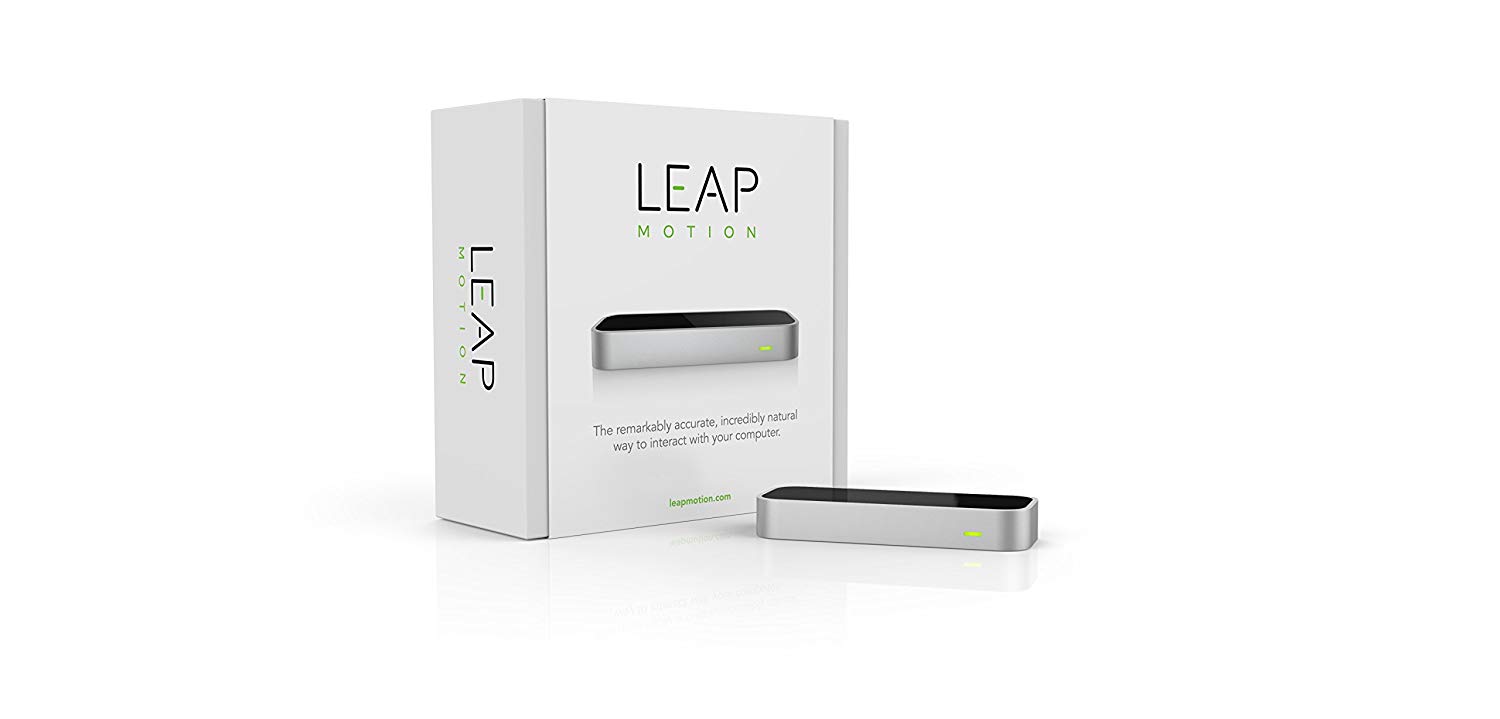 LEAP
MOTION
LEAP
MOTION
The remarkably accurate, incredibly natural
way to interact with your computer.
leapmotion.com